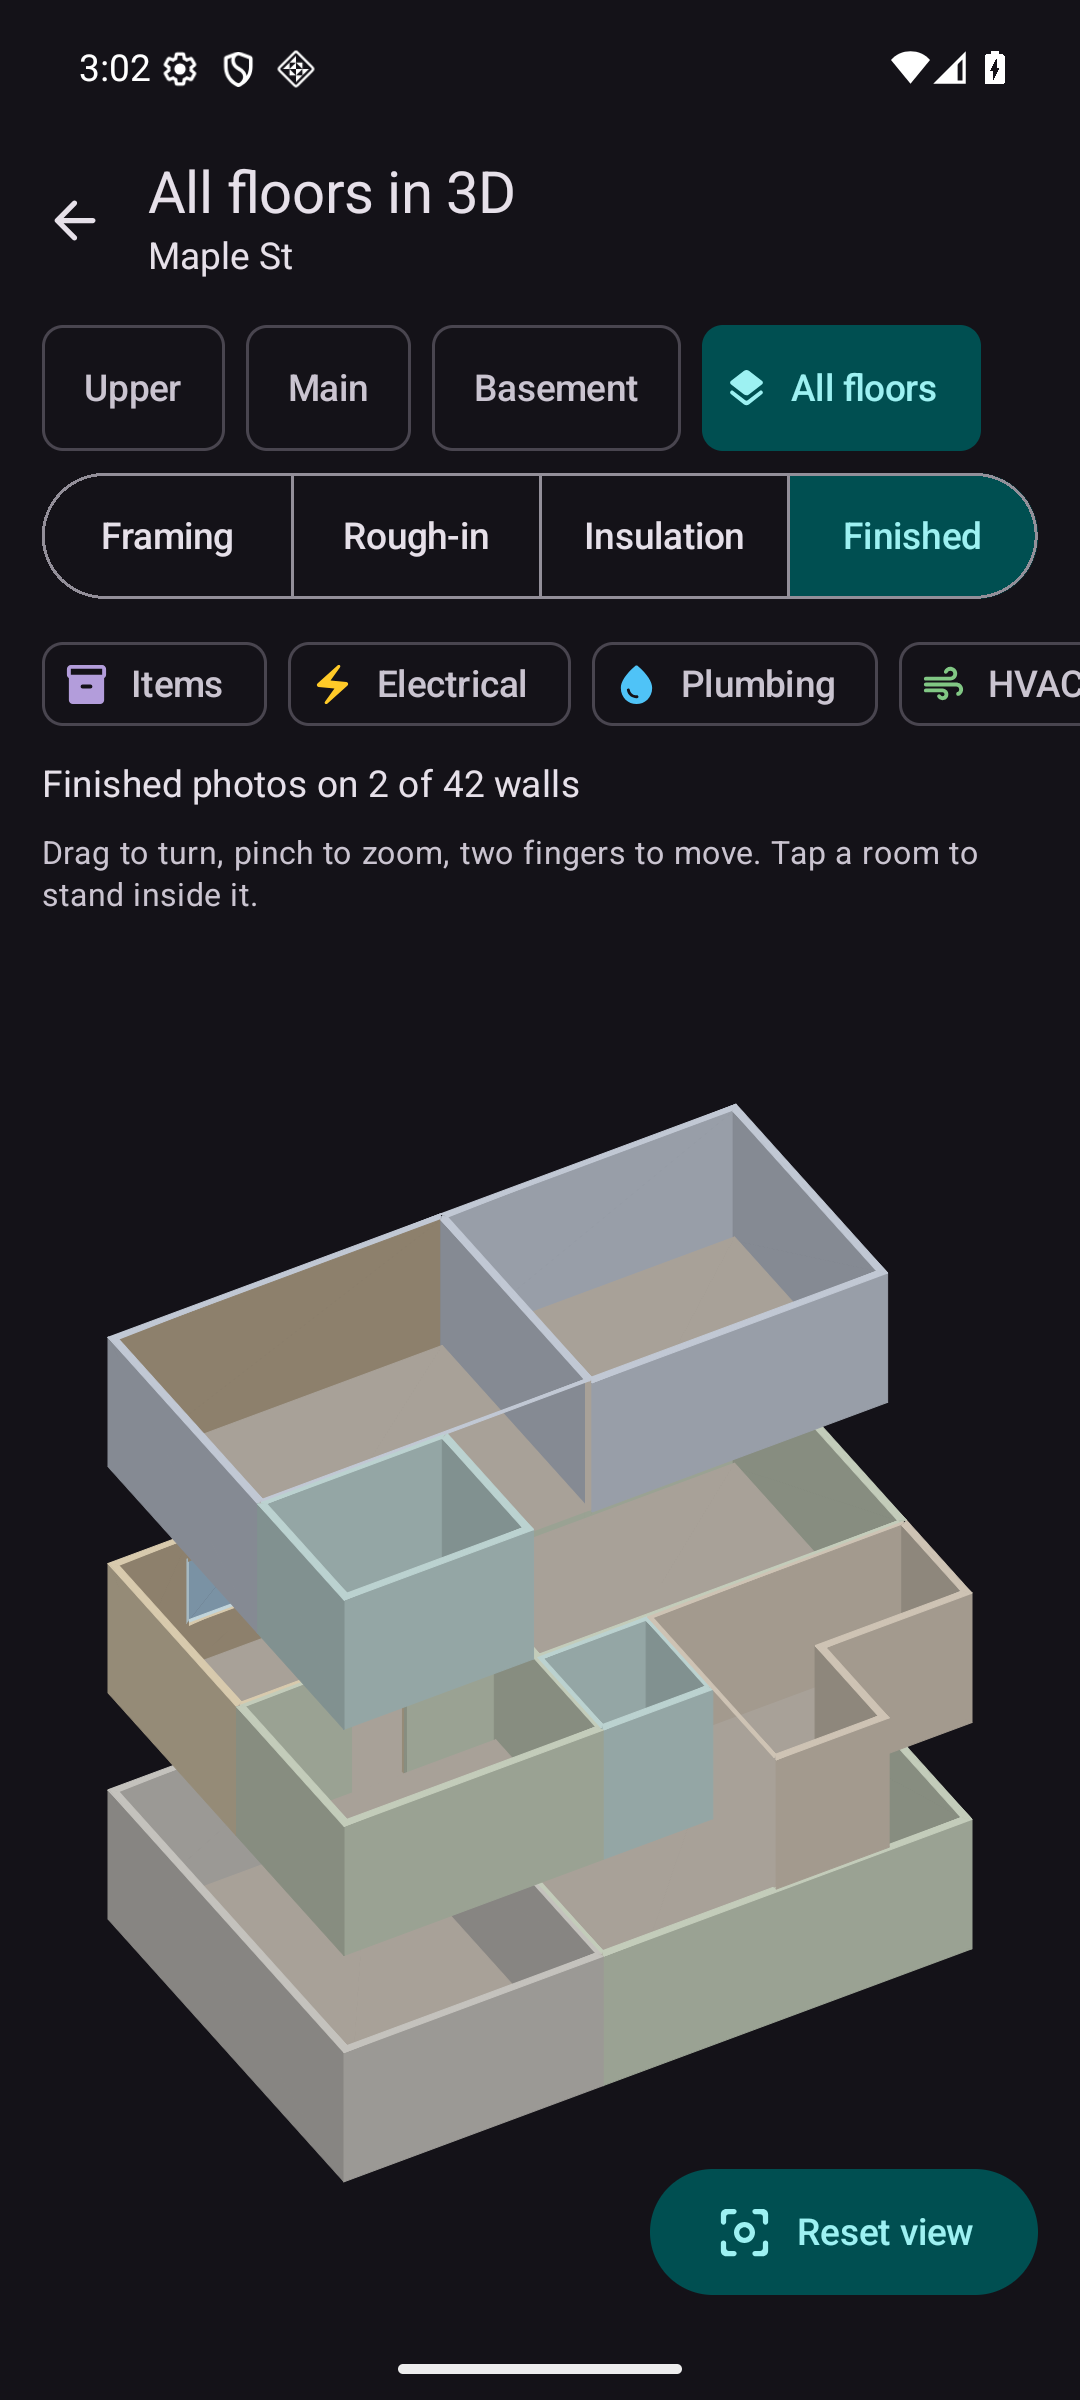 3:02
All floors in 3D
Maple St
Upper
Main
Basement
All floors
Framing
Rough-in
Insulation
Finished
Items
Electrical
Plumbing
HVAC
Finished photos on 2 of 42 walls
Drag to turn, pinch to zoom, two fingers to move. Tap a room to
stand inside it.
Reset view